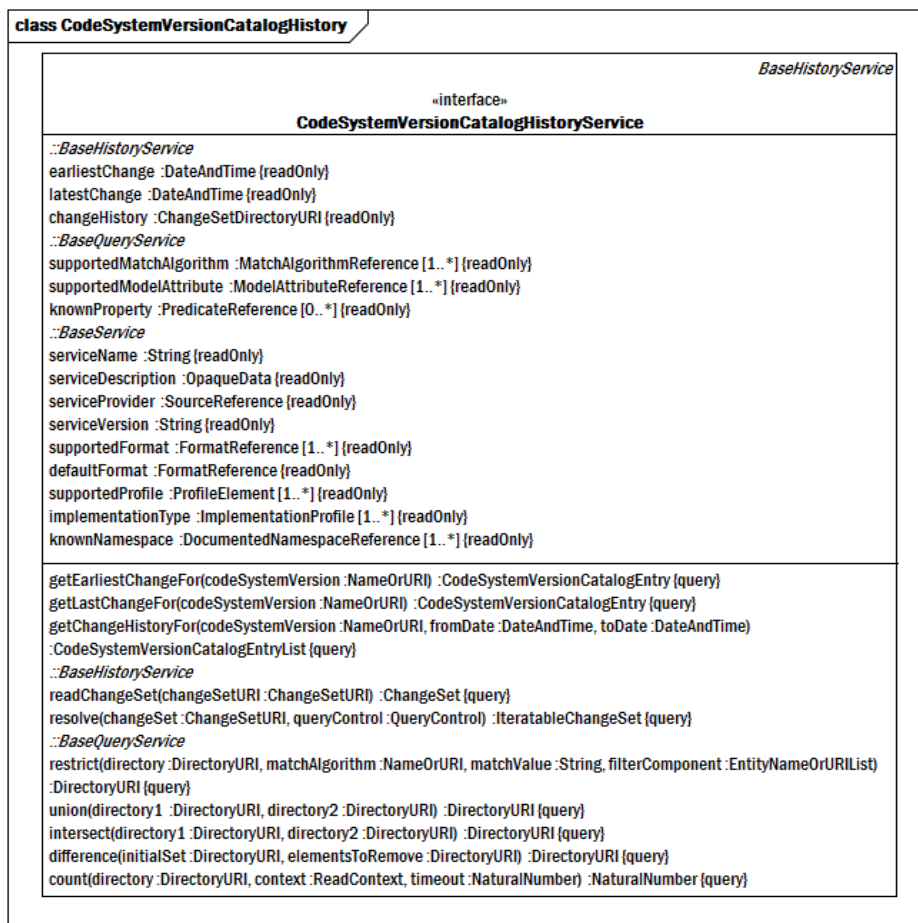 class CodeSystemVersionCatalogHistory
BaseHistoryService
«interface»
CodeSystemVersionCatalogHistoryService
::BaseHistoryService
earliestChange :DateAndTime {readOnly}
latestChange :DateAndTime {readOnly}
changeHistory :ChangeSetDirectoryURI {readOnly}
::BaseQueryService
supportedMatchAlgorithm :MatchAlgorithmReference [1..*] {readOnly}
supportedModelAttribute :ModelAttributeReference [1..*] {readOnly}
knownProperty :PredicateReference [0..*] {readOnly}
::BaseService
serviceName :String {readOnly}
serviceDescription :OpaqueData {readOnly}
serviceProvider :SourceReference {readOnly}
serviceVersion :String {readOnly}
supportedFormat :FormatReference [1..*] {readOnly}
defaultFormat :FormatReference {readOnly}
supportedProfile :ProfileElement [1..*] {readOnly}
implementationType :ImplementationProfile [1..*] {readOnly}
knownNamespace :DocumentedNamespaceReference [1..*] {readOnly}
getEarliestChangeFor(codeSystemVersion :NameOrURI) :CodeSystemVersionCatalogEntry {query}
getLastChangeFor(codeSystemVersion :NameOrURI) :CodeSystemVersionCatalogEntry {query}
getChangeHistoryFor(codeSystemVersion :NameOrURI, fromDate :DateAndTime, toDate :DateAndTime)
:CodeSystemVersionCatalogEntryList {query}
::BaseHistoryService
readChangeSet(changeSetURI :ChangeSetURI) :ChangeSet {query}
resolve(changeSet :ChangeSetURI, queryControl :QueryControl) :IteratableChangeSet {query}
::BaseQueryService
restrict(directory :DirectoryURI, matchAlgorithm :NameOrURI, matchValue :String, filterComponent :EntityNameOrURIList)
:DirectoryURI {query}
union(directory1 :DirectoryURI, directory2 :DirectoryURI) :DirectoryURI {query}
intersect(directory1 :DirectoryURI, directory2 :DirectoryURI) :DirectoryURI {query}
difference(initialSet :DirectoryURI, elementsToRemove :DirectoryURI) :DirectoryURI {query}
count(directory :DirectoryURI, context :ReadContext, timeout :NaturalNumber) :NaturalNumber {query}